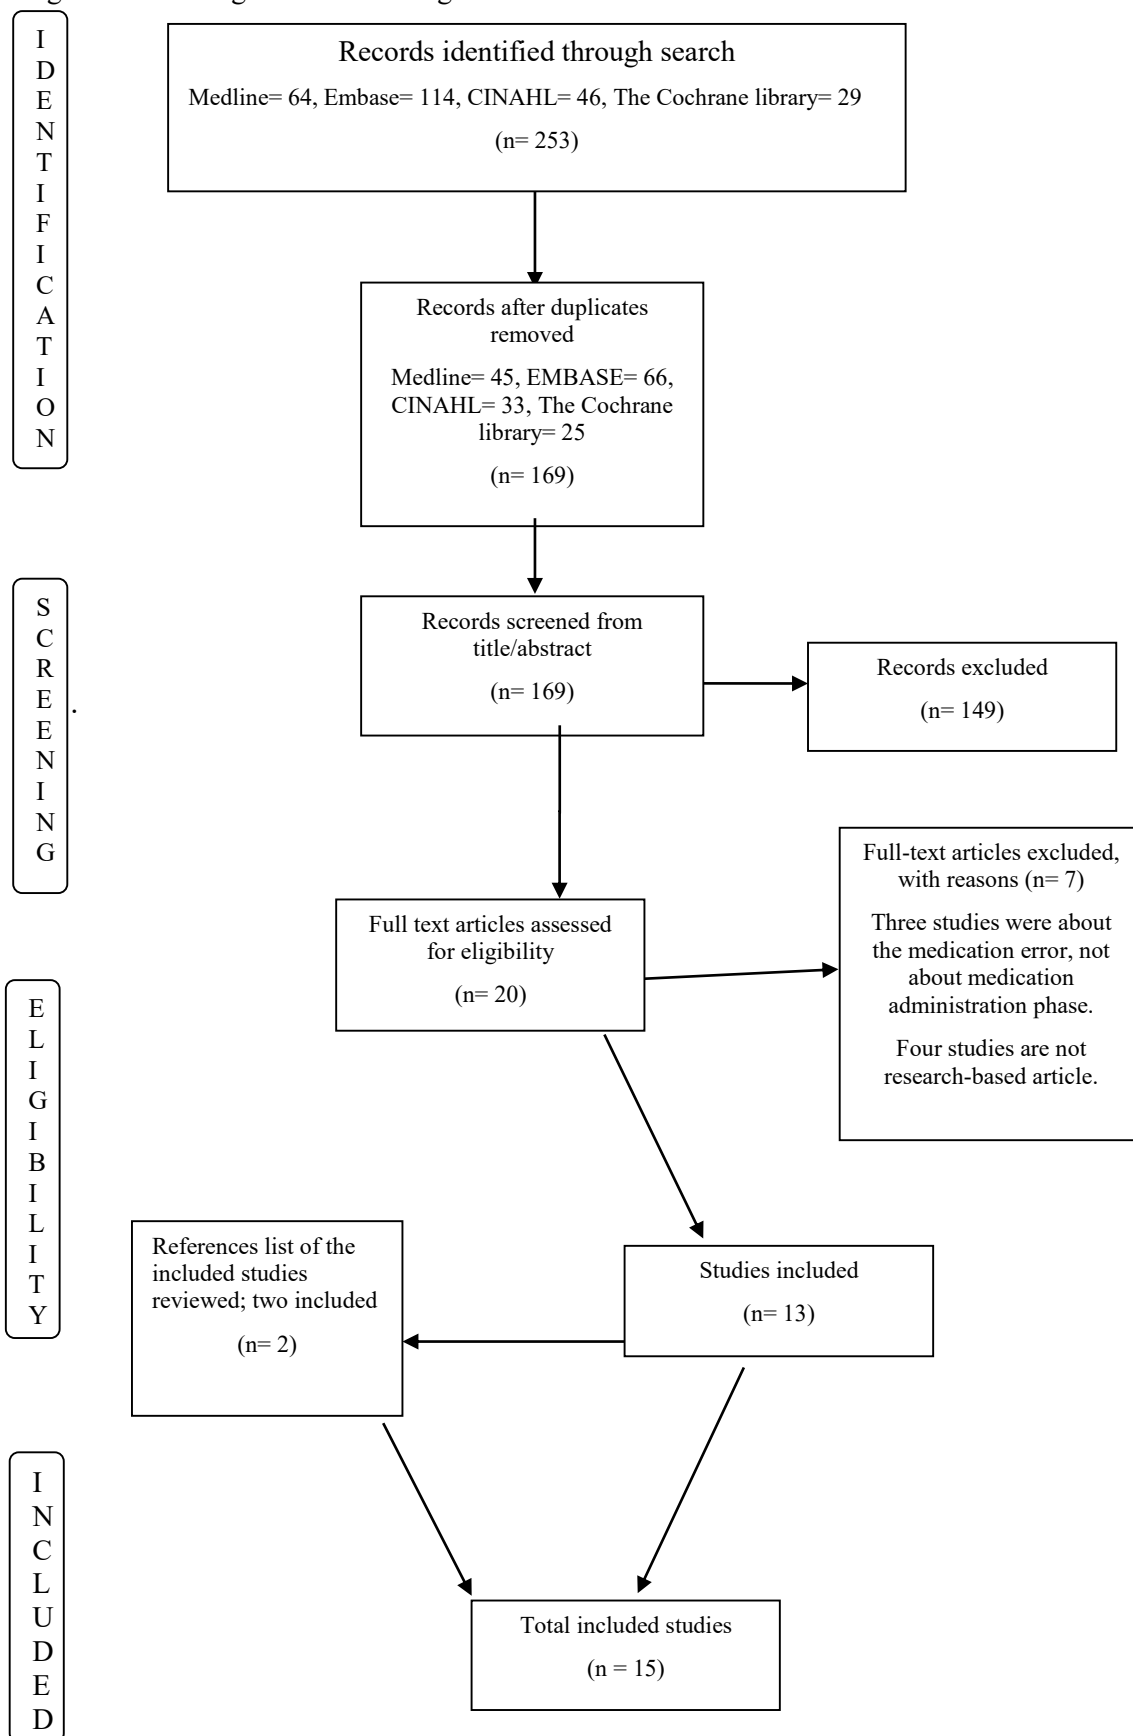 I
D
E
N
T
I
F
I
C
A
T
I
O
N
Records identified through search
Medline= 64, Embase= 114, CINAHL= 46, The Cochrane library= 29
(n= 253)
Records after duplicates
removed
Medline= 45, EMBASE= 66,
CINAHL= 33, The Cochrane
library= 25
(n= 169)
S
C
R
E
E
N
I
N
G
.
Records screened from
title/abstract
(n= 169)
Records excluded
(n= 149)
Full text articles assessed
for eligibility
(n= 20)
Full-text articles excluded,
with reasons (n= 7)
Three studies were about
the medication error, not
about medication
administration phase.
Four studies are not
research-based article.
E
L
I
G
I
B
I
L
I
T
Y
References list of the
included studies
reviewed; two included
(n= 2)
Studies included
(n= 13)
I
N
C
L
U
D
E
D
Total included studies
(n = 15)